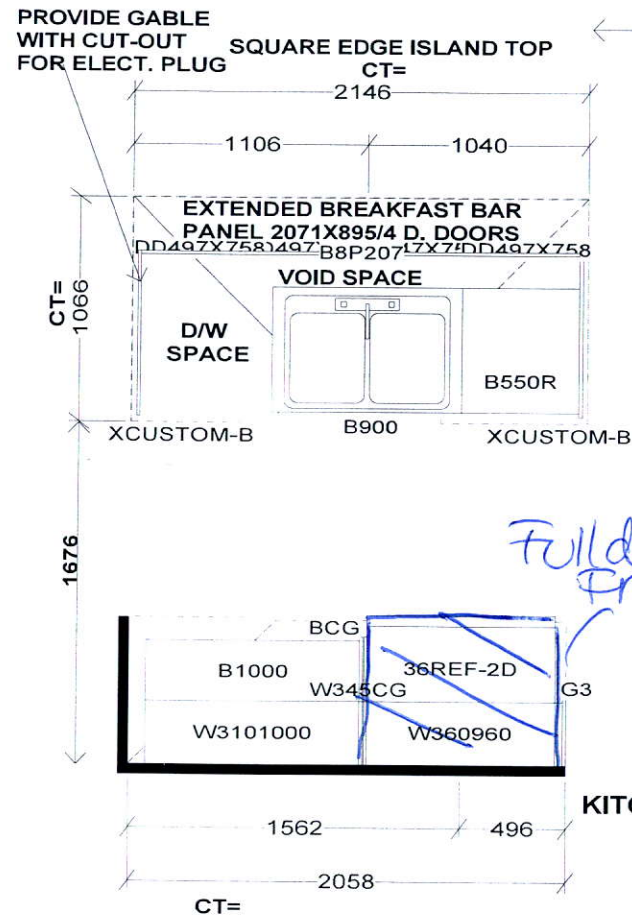 PROVIDE GABLE
WITH CUT-OUT
FOR ELECT. PLUG
SQUARE EDGE ISLAND TOP
CT=
2146
1106
1040
EXTENDED BREAKFAST BAR
PANEL 2071X895/4 D. DOORS
B8P207
DD497X758
VOID SPACE
CT=
1066
D/W
SPACE
B550R
B900
XCUSTOM-B
XCUSTOM-B
1676
Full
BCG
B1000
36REF-2D
W345CG
G3
W3101000
W360960
1562
496
2058
CT=